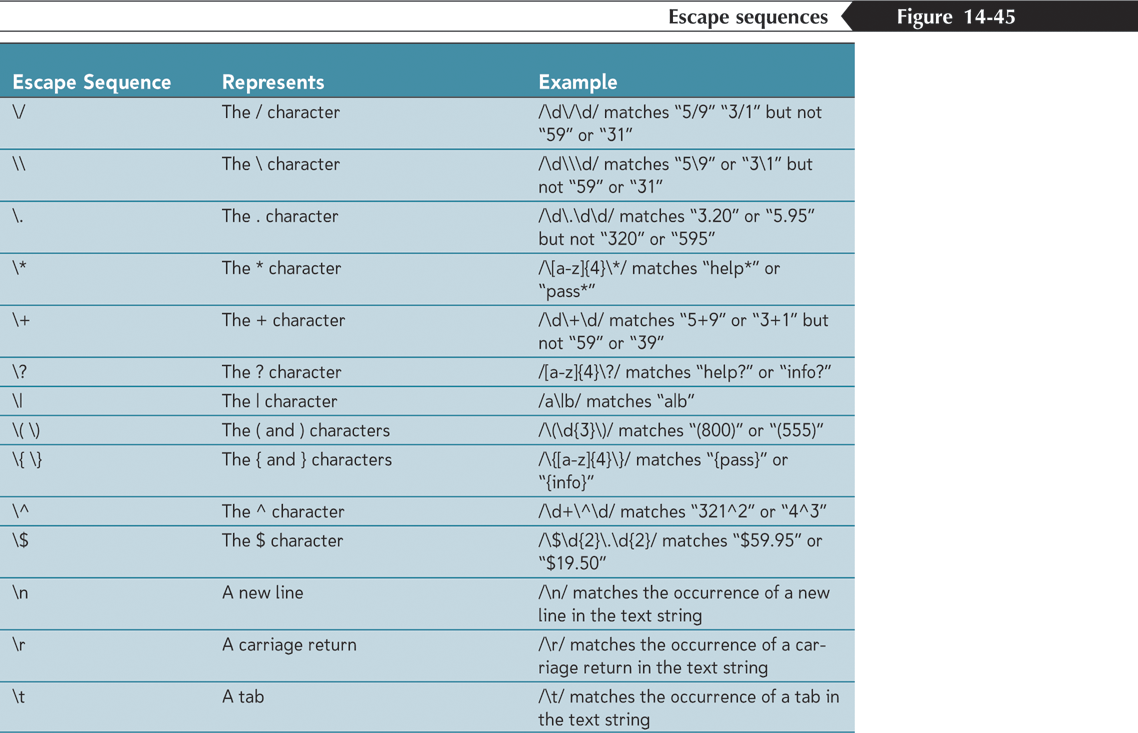 Escape sequences Figure 14-45
Escape Sequence Represents Example
\/ The / character /\d\/\d/ matches “5/9” “3/1” but not
“59” or “31”
\\ The \ character /\d\\\d/ matches “5\9” or “3\1” but
not “59” or “31”
\. The . character /\d\.\d\d/ matches “3.20” or “5.95”
but not “320” or “595”
\* The * character /\[a-z]{4}\*/ matches “help*” or
“pass*”
\+ The + character /\d\+\d/ matches “5+9” or “3+1” but
not “59” or “39”
\? The ? character /[a-z]{4}\?/ matches “help?” or “info?”
\| The | character /a\|b/ matches “a|b”
\( \) The ( and ) characters /\(\d{3}\)/ matches “(800)” or “(555)”
\{ \} The { and } characters /\{[a-z]{4}\}/ matches “{pass}” or
“{info}”
\^ The ^ character /\d+\^\d/ matches “321^2” or “4^3”
\$ The $ character /\$\d{2}\.\d{2}/ matches “$59.95” or
“$19.50”
\n A new line /\n/ matches the occurrence of a new
line in the text string
\r A carriage return /\r/ matches the occurrence of a car-
riage return in the text string
\t A tab /\t/ matches the occurrence of a tab in
the text string